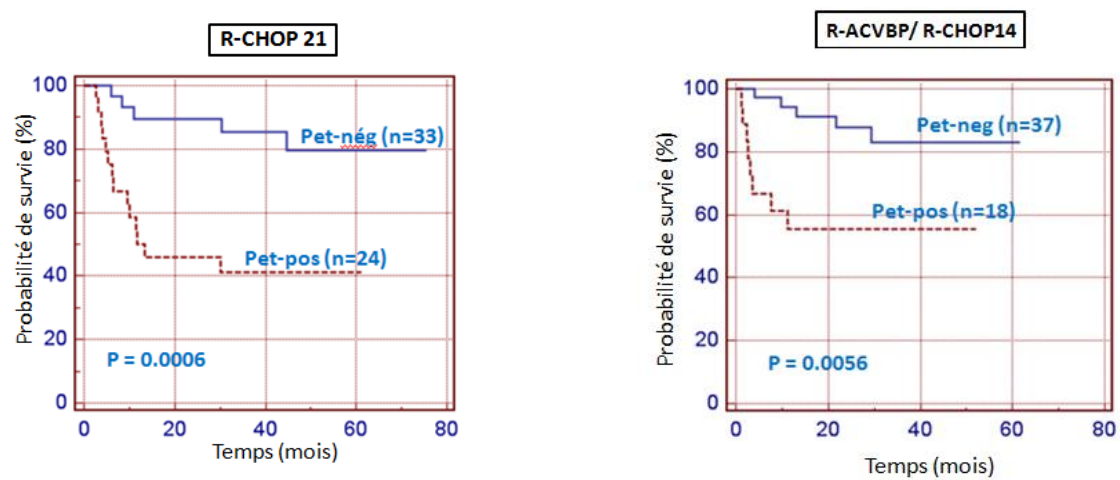 R-CHOP 21
Probabilité de survie (%)
100
80
60
40
20
0
Pet-nég (n=33)
Pet-pos (n=24)
P = 0.0006
0 20 40 60 80
Temps (mois)
R-ACVBP/ R-CHOP14
Probabilité de survie (%)
100
80
60
40
20
0
Pet-neg (n=37)
Pet-pos (n=18)
P = 0.0056
0 20 40 60 80
Temps (mois)